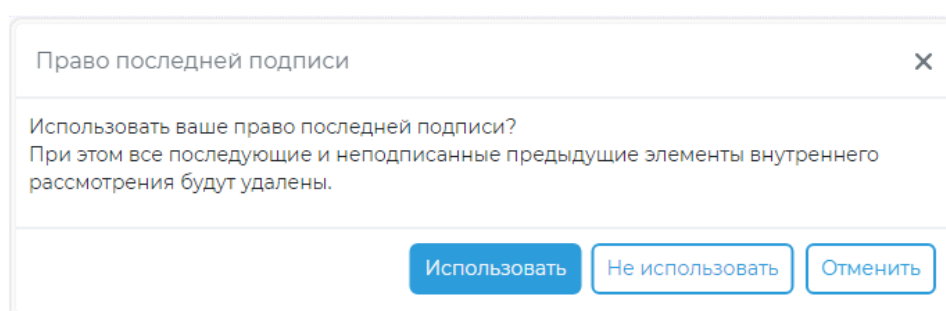 Право последней подписи
Использовать ваше право последней подписи?
При этом все последующие и неподписанные предыдущие элементы внутреннего
рассмотрения будут удалены.
Использовать Не использовать Отменить